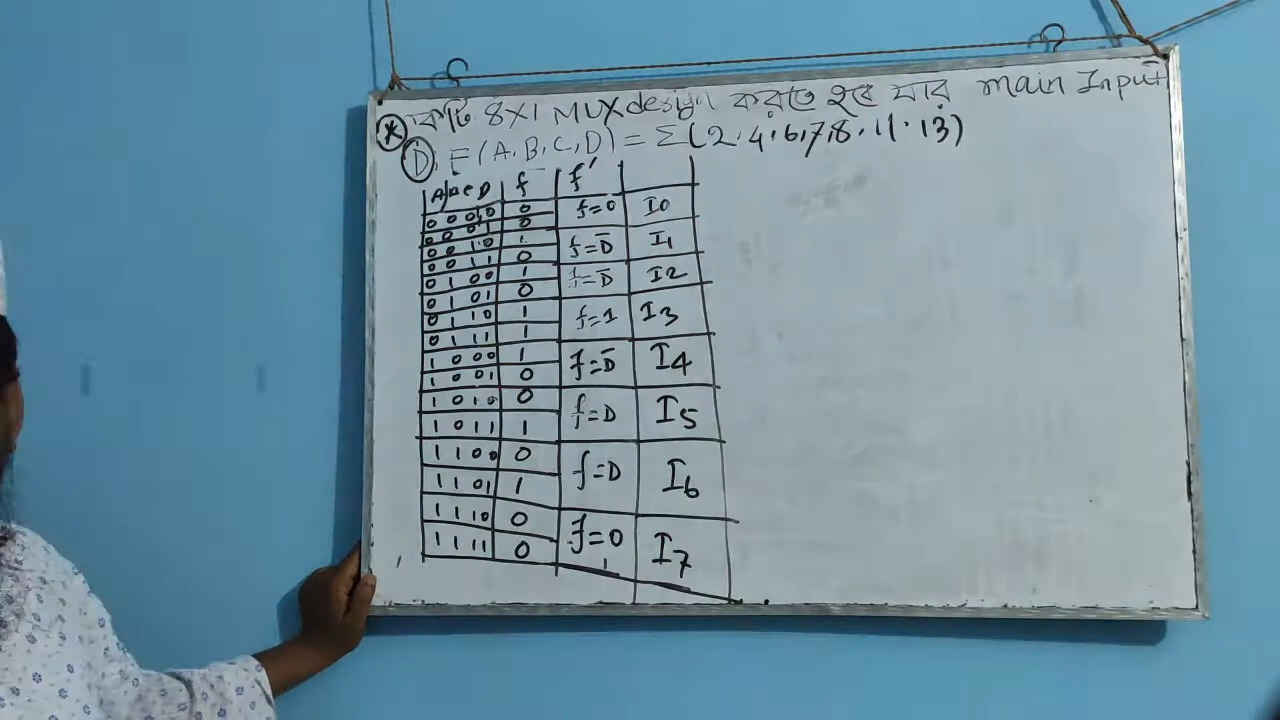 * একটি 8X1 MUX design করতে হবে যার main Input
D. F(A,B,C,D) = Σ(2,4,6,7,8,11,13)
A B C D f f'
0 0 0 0 0 f=0 I0
0 0 0 1 0
0 0 1 0 1 f=D̅ I1
0 0 1 1 0
0 1 0 0 1 f=D̅ I2
0 1 0 1 0
0 1 1 0 1 f=1 I3
0 1 1 1 1
1 0 0 0 1 f=D̅ I4
1 0 0 1 0
1 0 1 0 0 f=D I5
1 0 1 1 1
1 1 0 0 0 f=D I6
1 1 0 1 1
1 1 1 0 0 f=0 I7
1 1 1 1 0